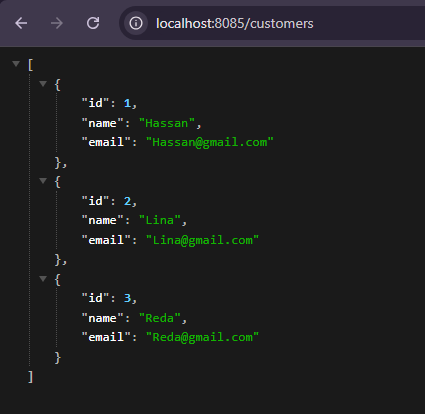 localhost:8085/customers
[
{
"id": 1,
"name": "Hassan",
"email": "Hassan@gmail.com"
},
{
"id": 2,
"name": "Lina",
"email": "Lina@gmail.com"
},
{
"id": 3,
"name": "Reda",
"email": "Reda@gmail.com"
}
]